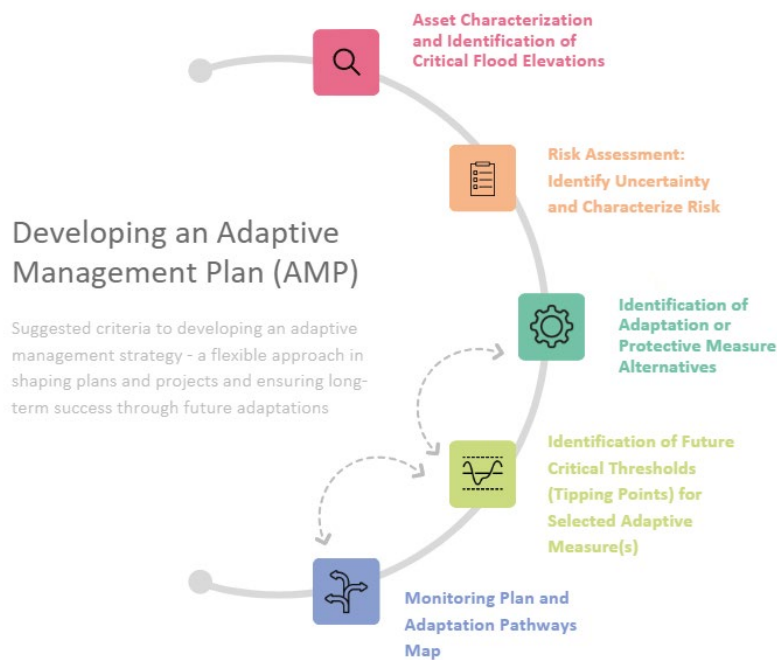 Asset Characterization
and Identification of
Critical Flood Elevations
Risk Assessment:
Identify Uncertainty
and Characterize Risk
Developing an Adaptive
Management Plan (AMP)
Suggested criteria to developing an adaptive
management strategy - a flexible approach in
shaping plans and projects and ensuring long-
term success through future adaptations
Identification of
Adaptation or
Protective Measure
Alternatives
Identification of Future
Critical Thresholds
(Tipping Points) for
Selected Adaptive
Measure(s)
Monitoring Plan and
Adaptation Pathways
Map